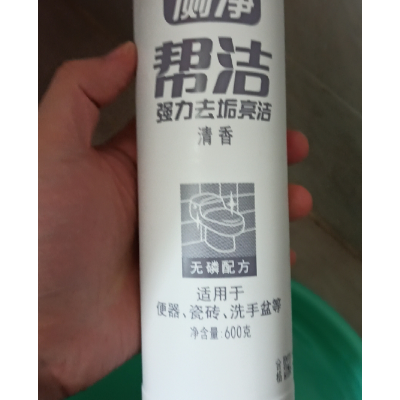 厕净
帮洁
强力去垢亮洁
清香
无磷配方
适用于
便器、瓷砖、洗手盆等
净含量:600克